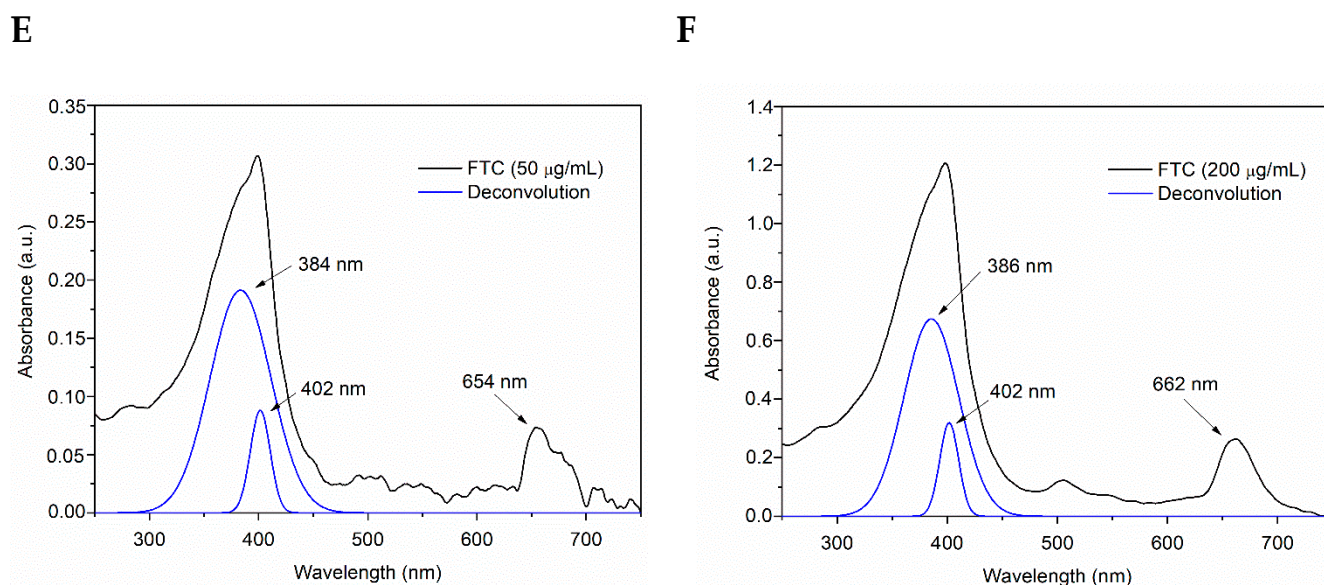 E
F
0.35
0.30
0.25
0.20
0.15
0.10
0.05
0.00
Absorbance (a.u.)
FTC (50 μg/mL)
Deconvolution
384 nm
402 nm
654 nm
300
400
500
600
700
Wavelength (nm)
1.4
1.2
1.0
0.8
0.6
0.4
0.2
0.0
Absorbance (a.u.)
FTC (200 μg/mL)
Deconvolution
386 nm
402 nm
662 nm
300
400
500
600
700
Wavelength (nm)